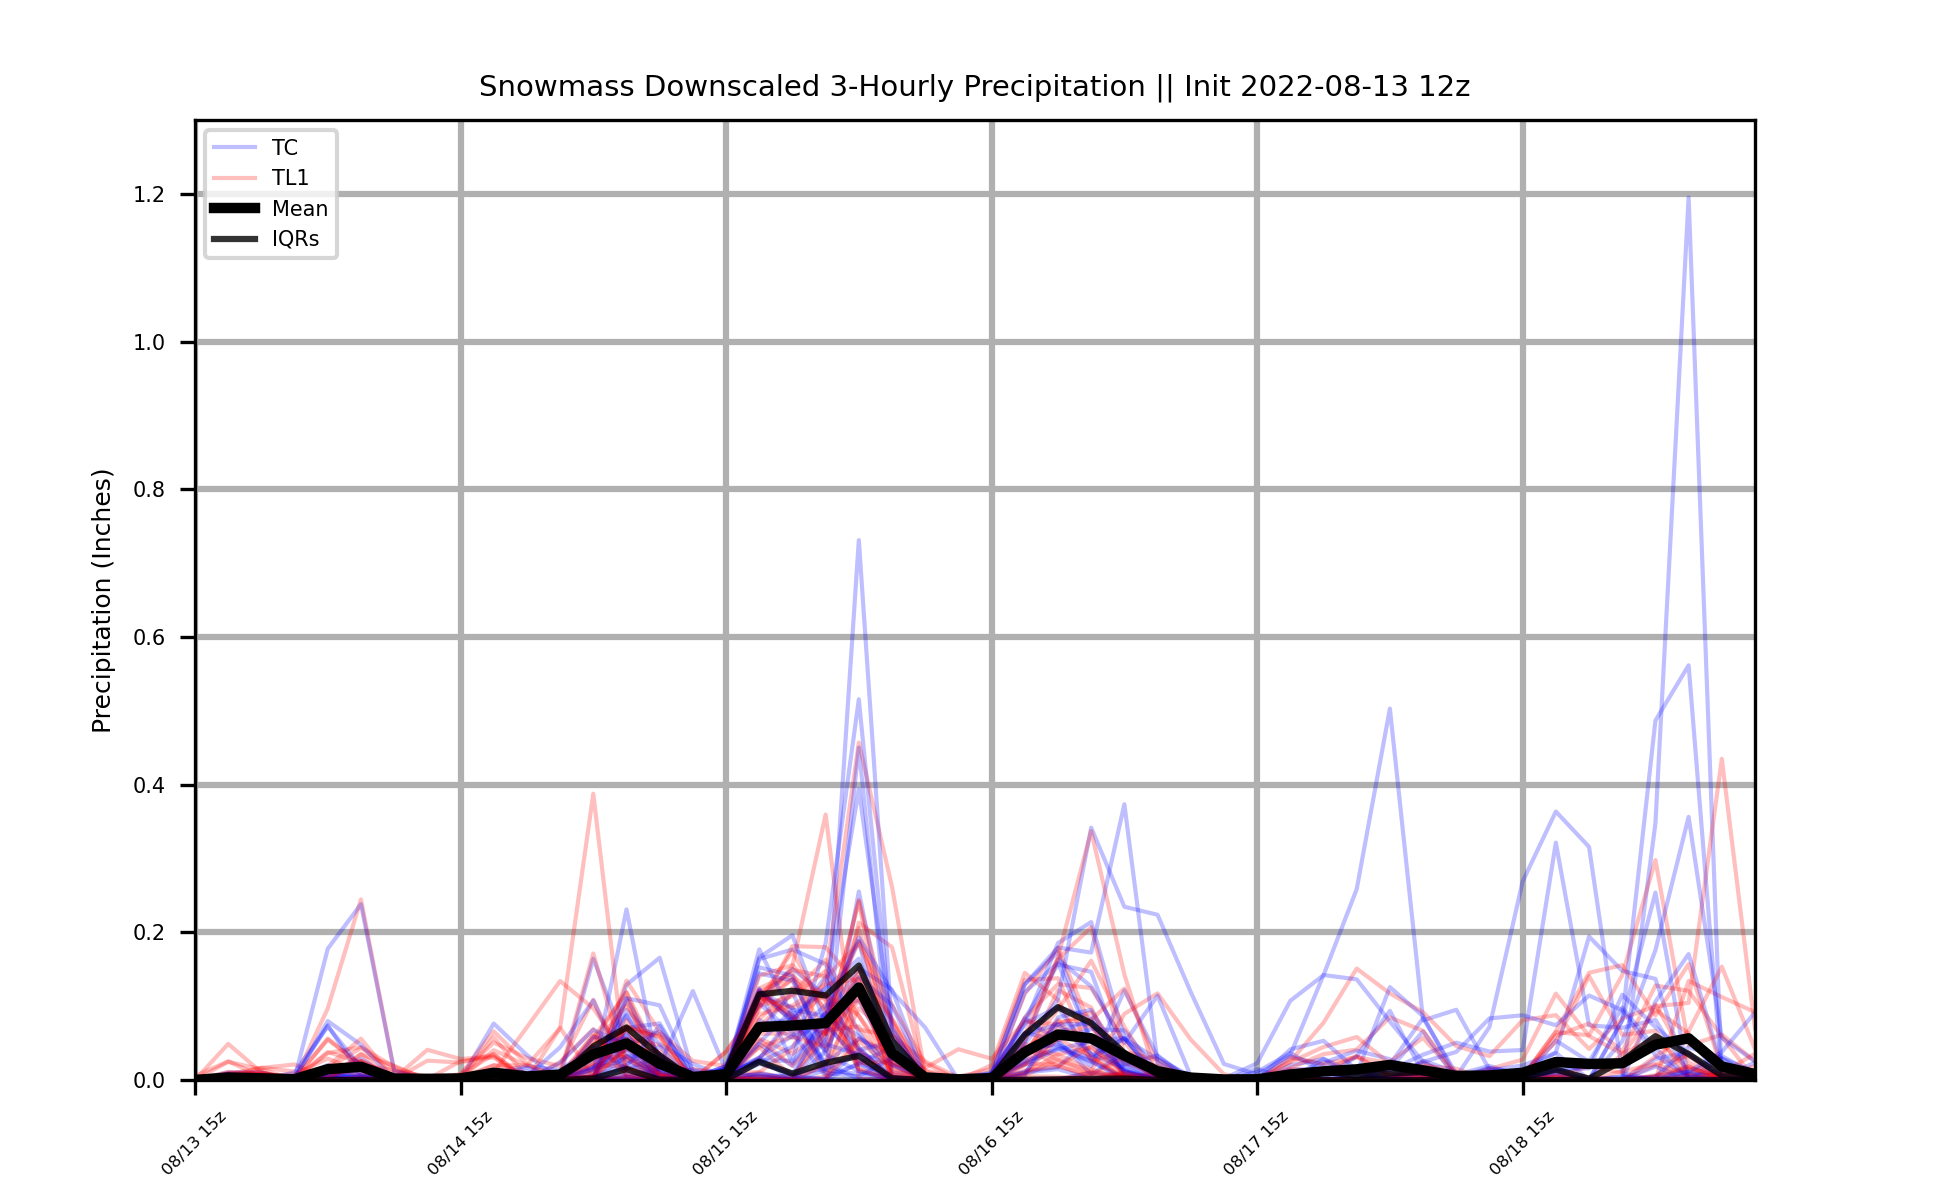 Snowmass Downscaled 3-Hourly Precipitation || Init 2022-08-13 12z
TC
TL1
Mean
IQRs
Precipitation (Inches)
1.2
1.0
0.8
0.6
0.4
0.2
0.0
08/13 15z
08/14 15z
08/15 15z
08/16 15z
08/17 15z
08/18 15z